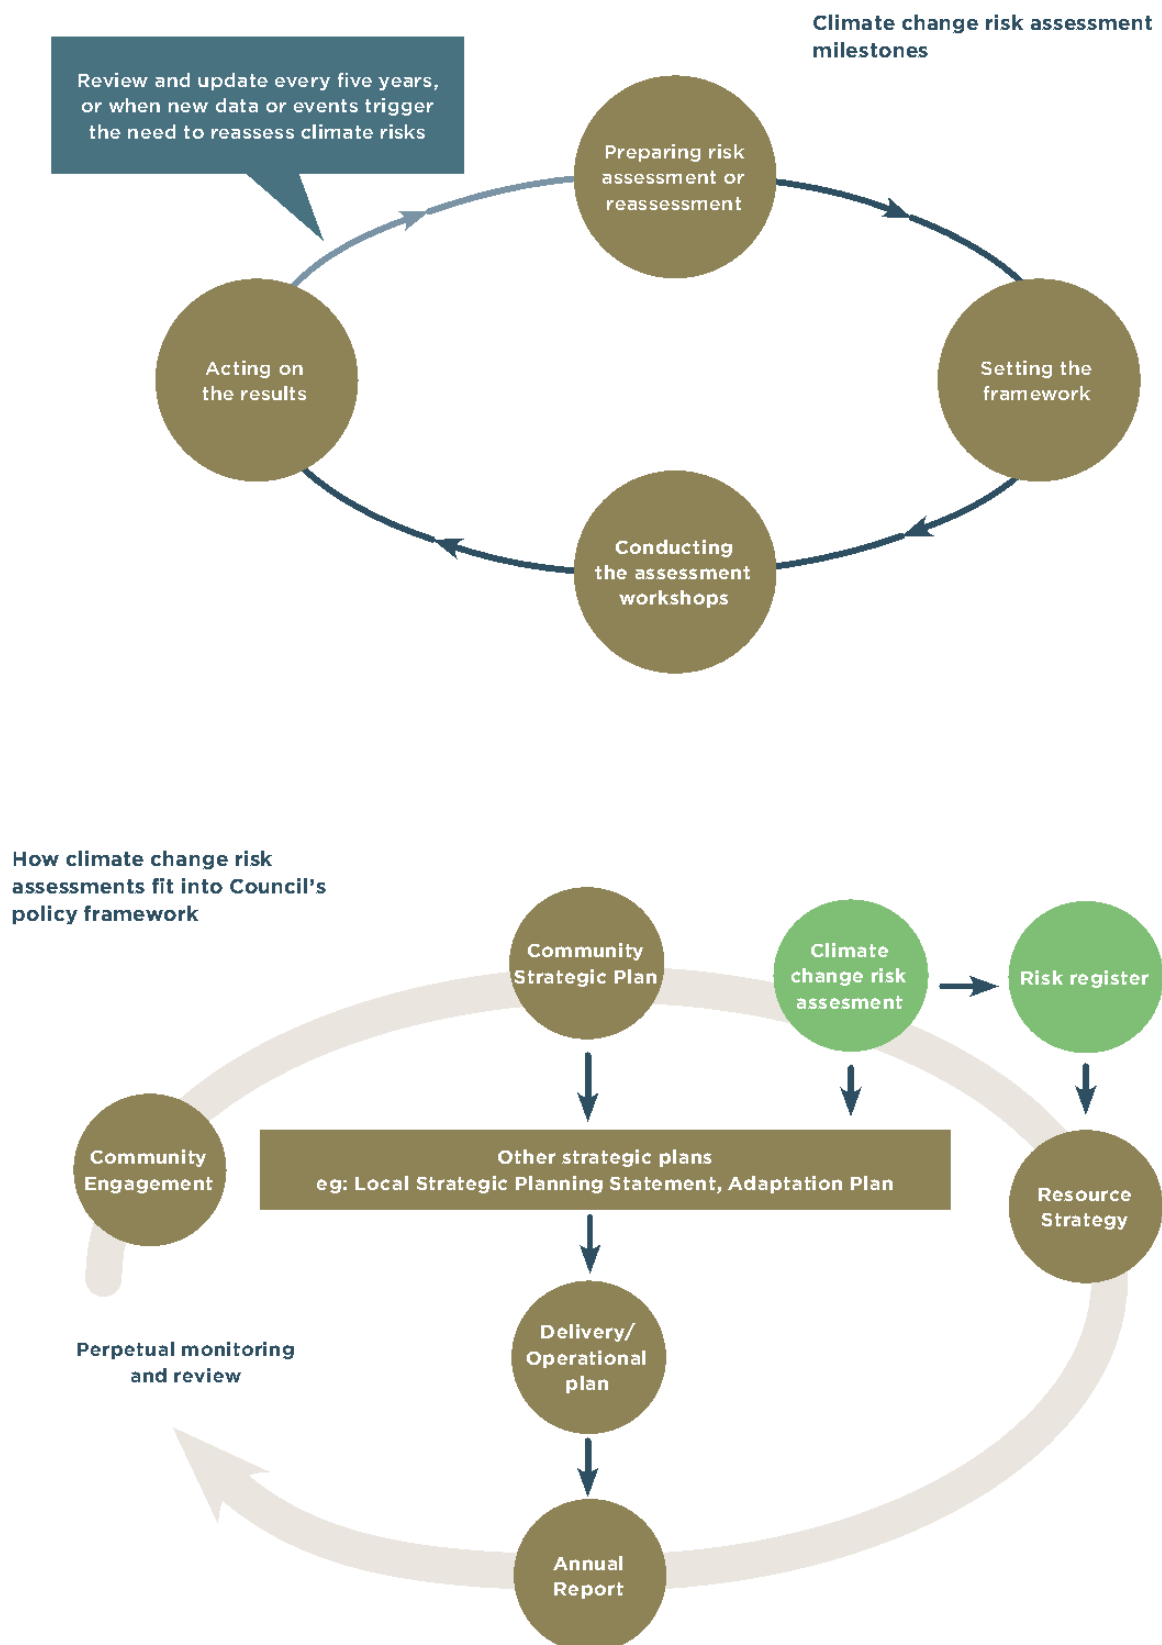 Climate change risk assessment
milestones
Review and update every five years,
or when new data or events trigger
the need to reassess climate risks
Preparing risk
assessment or
reassessment
Acting on
the results
Setting the
framework
Conducting
the assessment
workshops
How climate change risk
assessments fit into Council's
policy framework
Community
Strategic Plan
Climate
change risk
assesment
Risk register
Community
Engagement
Other strategic plans
eg: Local Strategic Planning Statement, Adaptation Plan
Resource
Strategy
Delivery/
Operational
plan
Perpetual monitoring
and review
Annual
Report